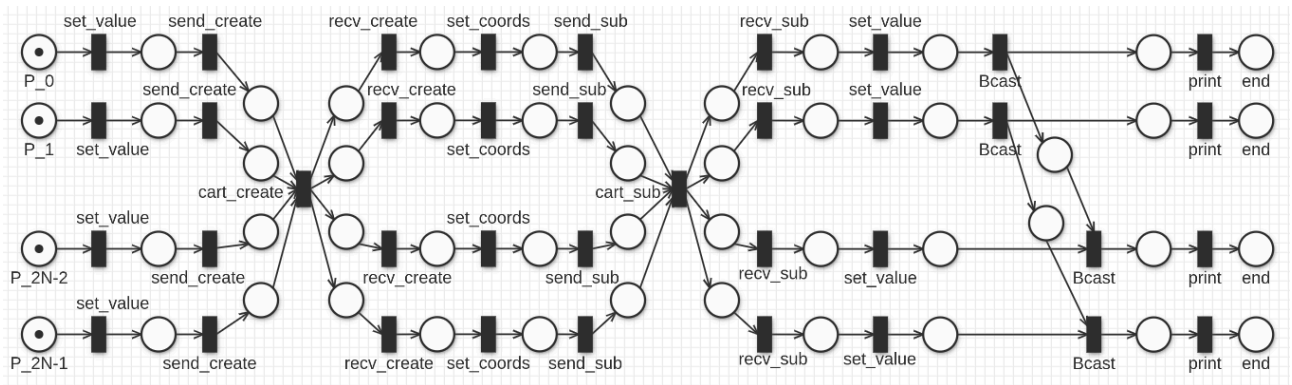 set_value send_create recv_create set_coords send_sub recv_sub set_value
P_0 Bcast print end
send_create recv_create send_sub recv_sub set_value
P_1 set_value set_coords Bcast print end
cart_create cart_sub
set_value set_coords
P_2N-2 send_create recv_create send_sub recv_sub set_value Bcast print end
set_value
P_2N-1 send_create recv_create set_coords send_sub recv_sub set_value Bcast print end